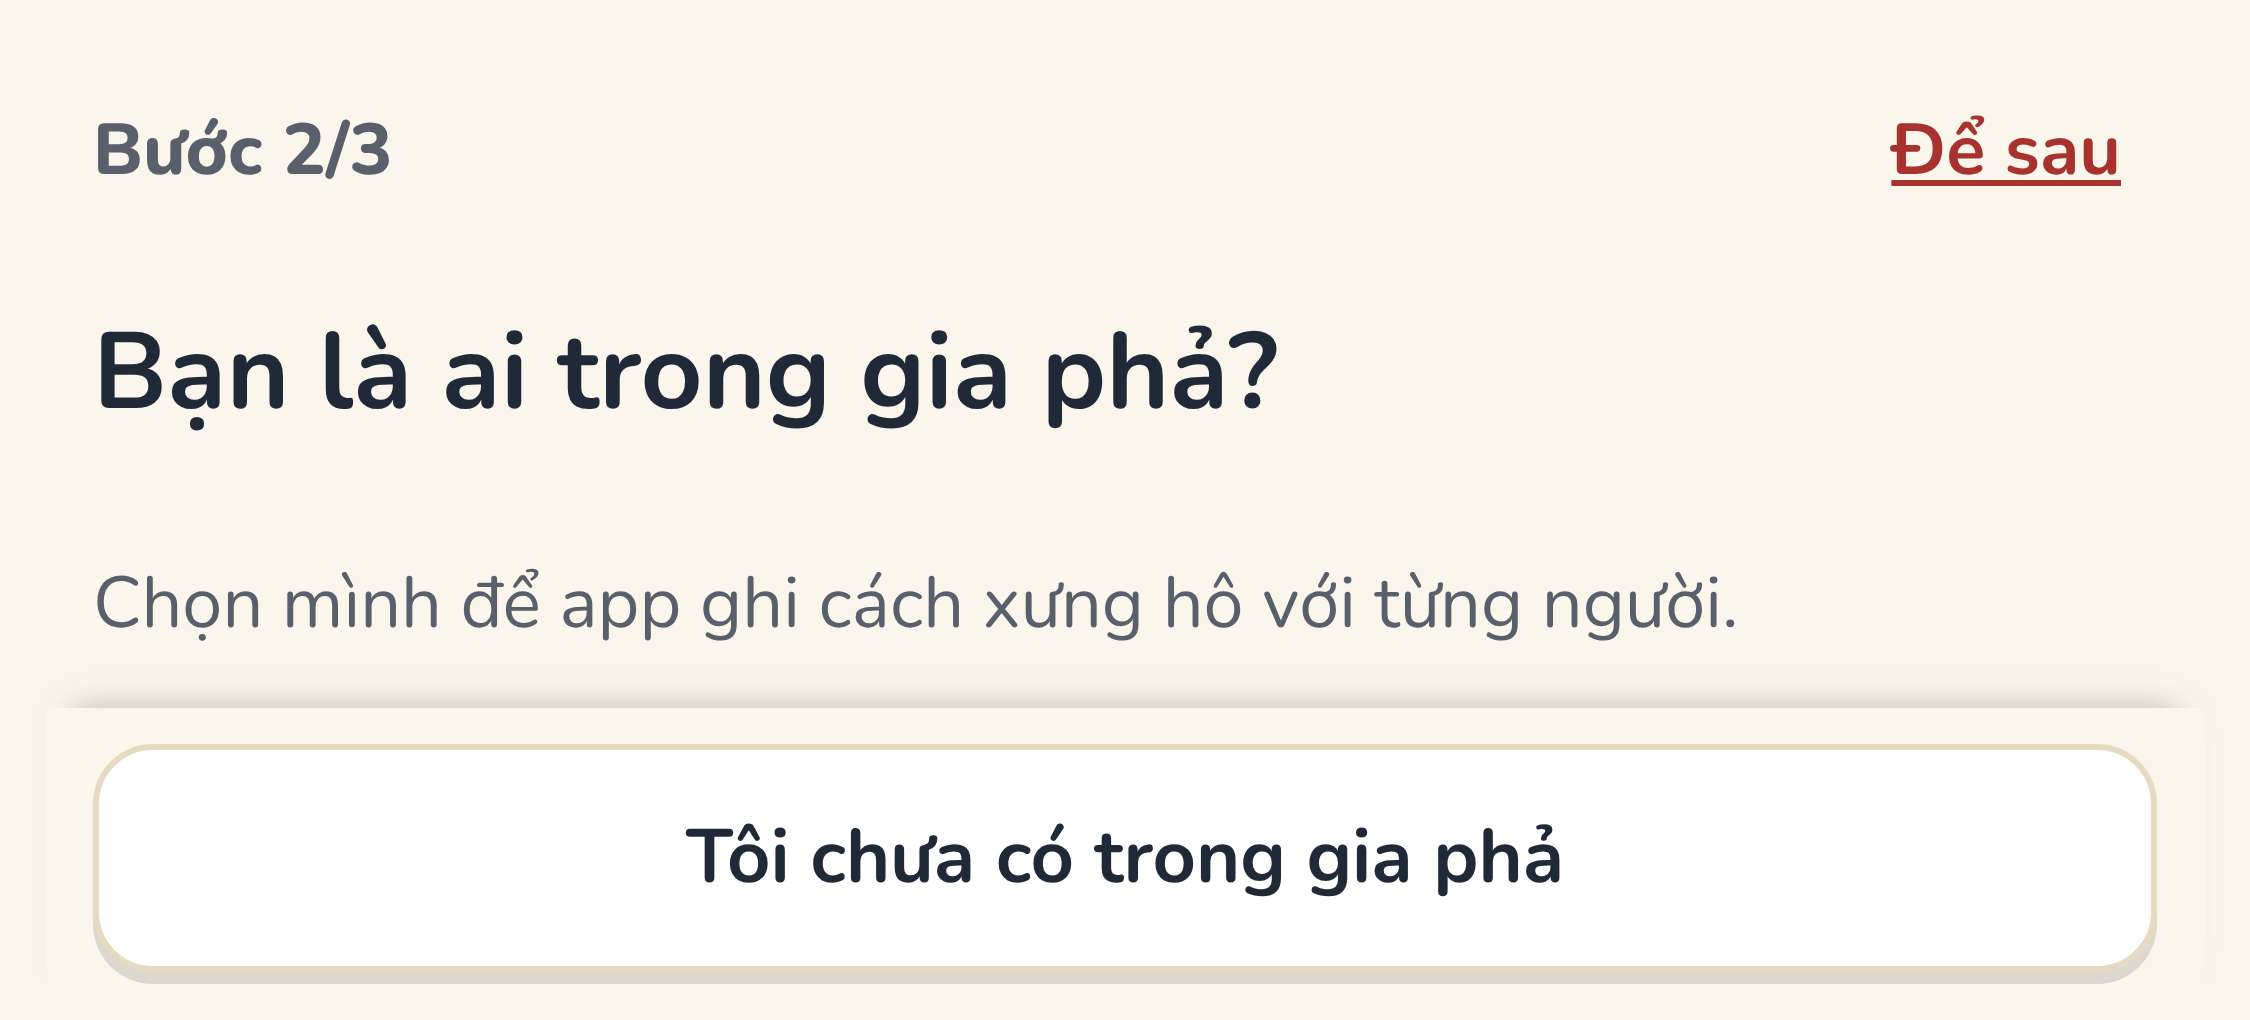 Bước 2/3
Để sau
Bạn là ai trong gia phả?
Chọn mình để app ghi cách xưng hô với từng người.
Tôi chưa có trong gia phả